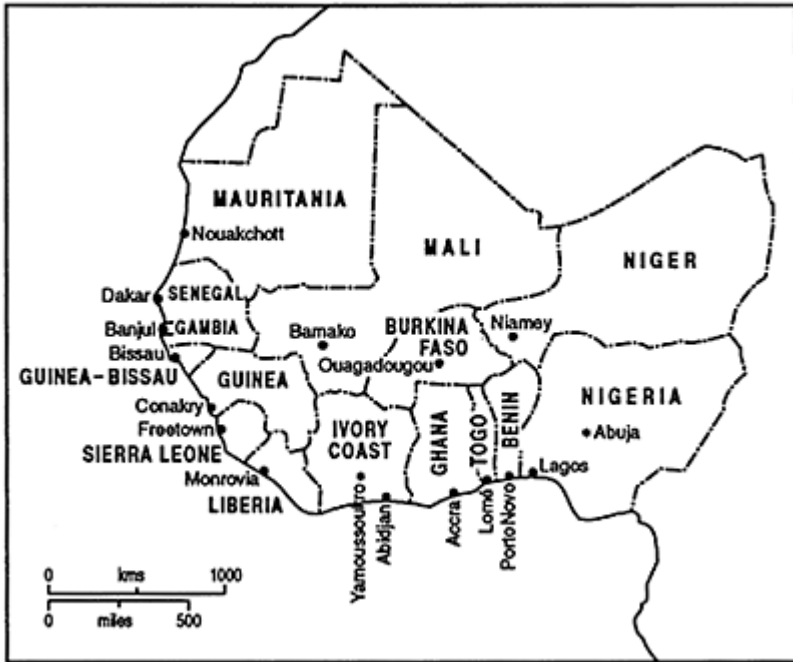 MAURITANIA
Nouakchott
MALI
NIGER
Dakar
SENEGAL
Banjul
GAMBIA
Bamako
BURKINA
FASO
Niamey
Bissau
Ouagadougou
GUINEA-BISSAU
GUINEA
NIGERIA
Conakry
Freetown
IVORY
COAST
GHANA
TOGO
BENIN
Abuja
SIERRA LEONE
Monrovia
Lagos
LIBERIA
Yamoussoukro
Abidjan
Accra
Lomé
Porto Novo
0 kms 1000
0 miles 500